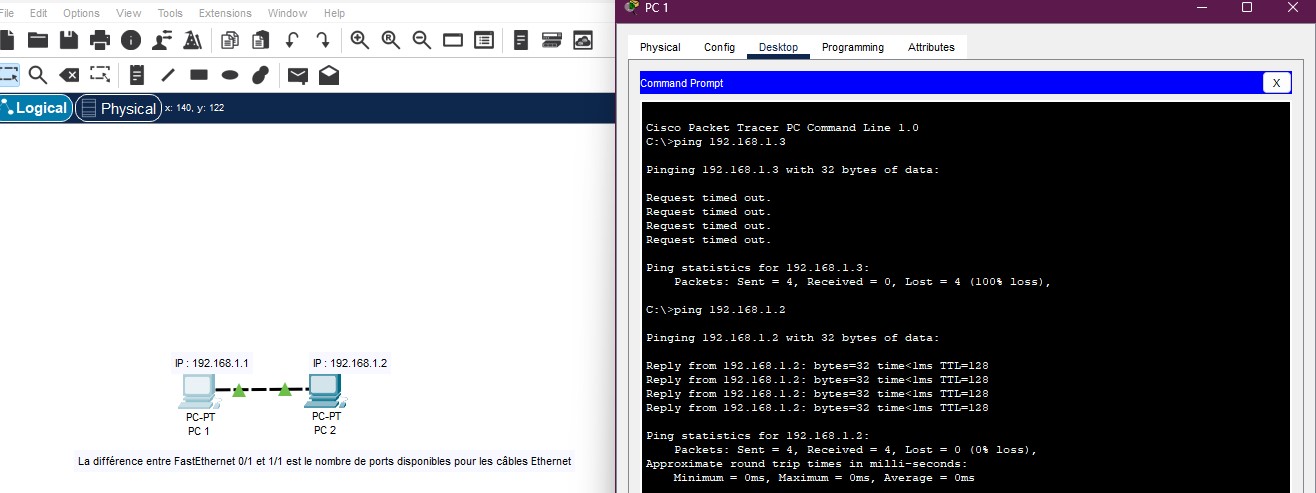 File Edit Options View Tools Extensions Window Help
Logical Physical x: 140, y: 122
IP : 192.168.1.1 IP : 192.168.1.2
PC-PT PC-PT
PC 1 PC 2
La différence entre FastEthernet 0/1 et 1/1 est le nombre de ports disponibles pour les câbles Ethernet
PC 1
Physical Config Desktop Programming Attributes
Command Prompt X
Cisco Packet Tracer PC Command Line 1.0
C:\>ping 192.168.1.3
Pinging 192.168.1.3 with 32 bytes of data:
Request timed out.
Request timed out.
Request timed out.
Request timed out.
Ping statistics for 192.168.1.3:
Packets: Sent = 4, Received = 0, Lost = 4 (100% loss),
C:\>ping 192.168.1.2
Pinging 192.168.1.2 with 32 bytes of data:
Reply from 192.168.1.2: bytes=32 time<1ms TTL=128
Reply from 192.168.1.2: bytes=32 time<1ms TTL=128
Reply from 192.168.1.2: bytes=32 time<1ms TTL=128
Reply from 192.168.1.2: bytes=32 time<1ms TTL=128
Ping statistics for 192.168.1.2:
Packets: Sent = 4, Received = 4, Lost = 0 (0% loss),
Approximate round trip times in milli-seconds:
Minimum = 0ms, Maximum = 0ms, Average = 0ms